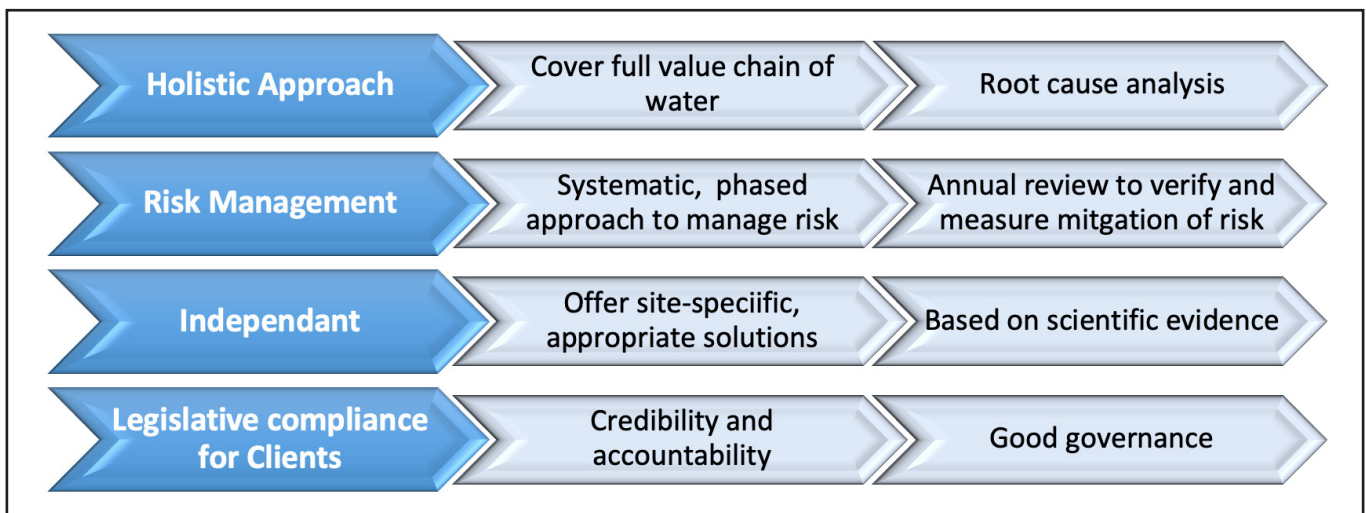 Holistic Approach
Cover full value chain of
water
Root cause analysis
Risk Management
Systematic, phased
approach to manage risk
Annual review to verify and
measure mitgation of risk
Independant
Offer site-speciific,
appropriate solutions
Based on scientific evidence
Legislative compliance
for Clients
Credibility and
accountability
Good governance